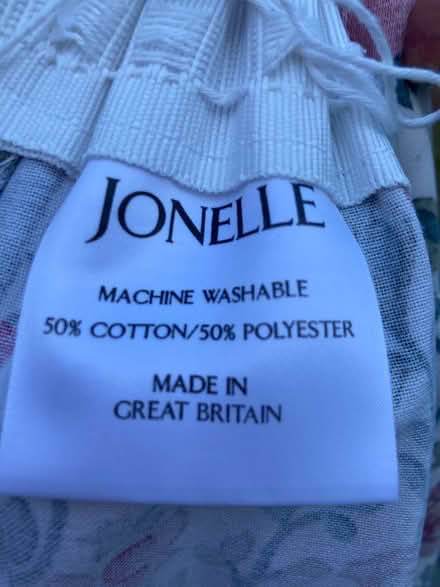 JONELLE
MACHINE WASHABLE
50% COTTON/50% POLYESTER
MADE IN
GREAT BRITAIN